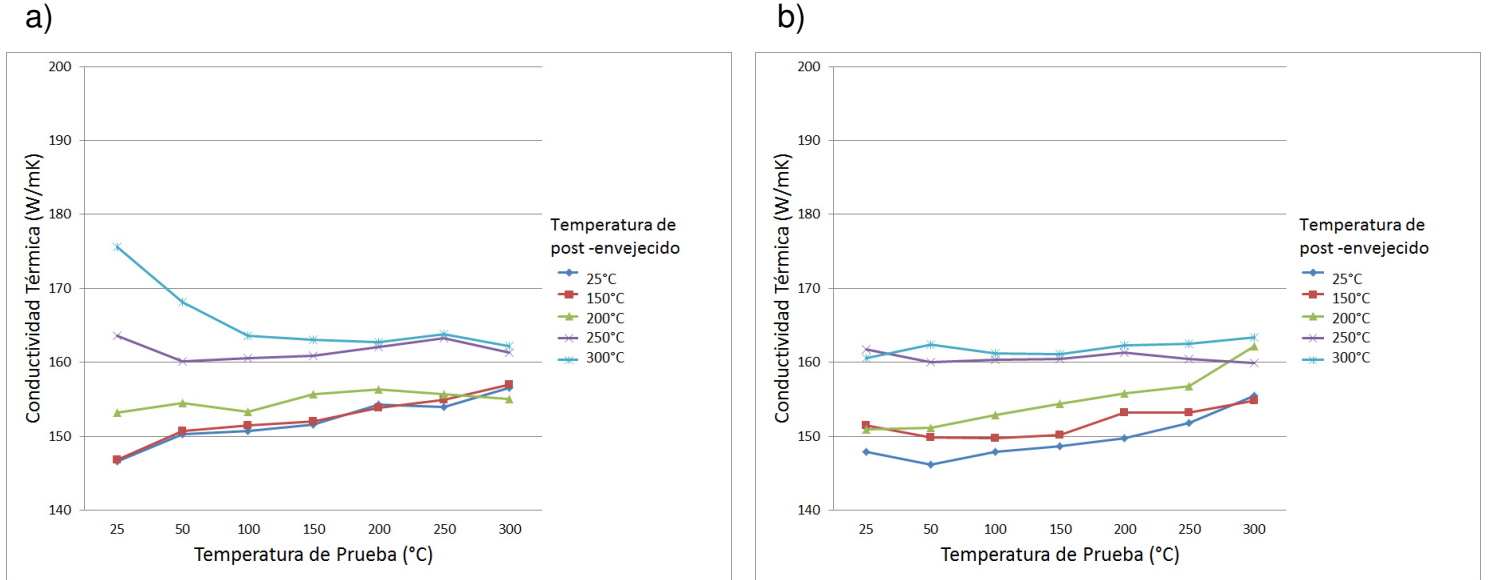 a)
200
190
180
170
160
150
140
Conductividad Térmica (W/mK)
25 50 100 150 200 250 300
Temperatura de Prueba (°C)
Temperatura de
post -envejecido
25°C
150°C
200°C
250°C
300°C
b)
200
190
180
170
160
150
140
Conductividad Térmica (W/mK)
25 50 100 150 200 250 300
Temperatura de Prueba (°C)
Temperatura de
post -envejecido
25°C
150°C
200°C
250°C
300°C